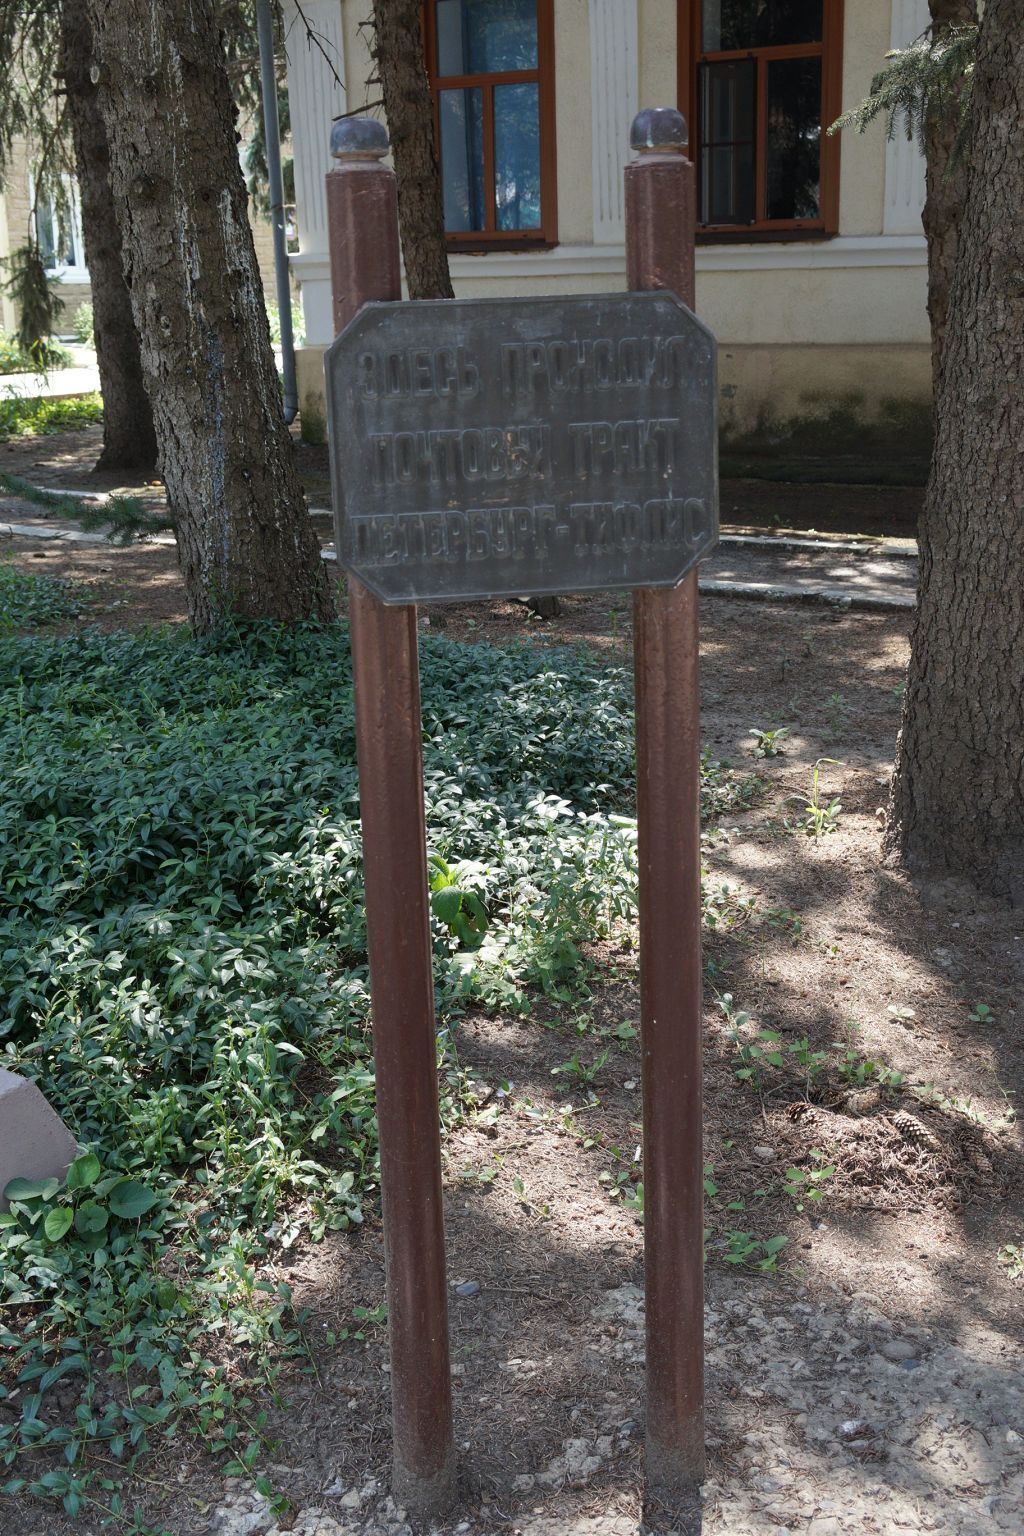 ЗДЕСЬ ПРОХОДИЛ
ПОЧТОВЫЙ ТРАКТ
ПЕТЕРБУРГ-ТИФЛИС